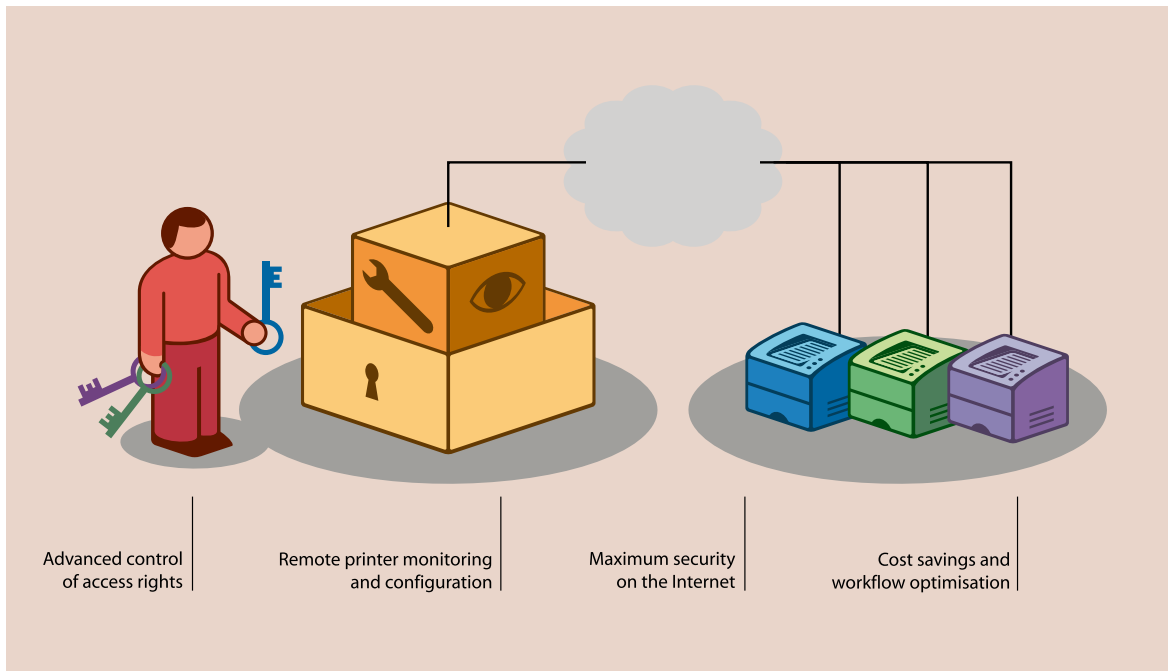 Advanced control
of access rights
Remote printer monitoring
and configuration
Maximum security
on the Internet
Cost savings and
workflow optimisation